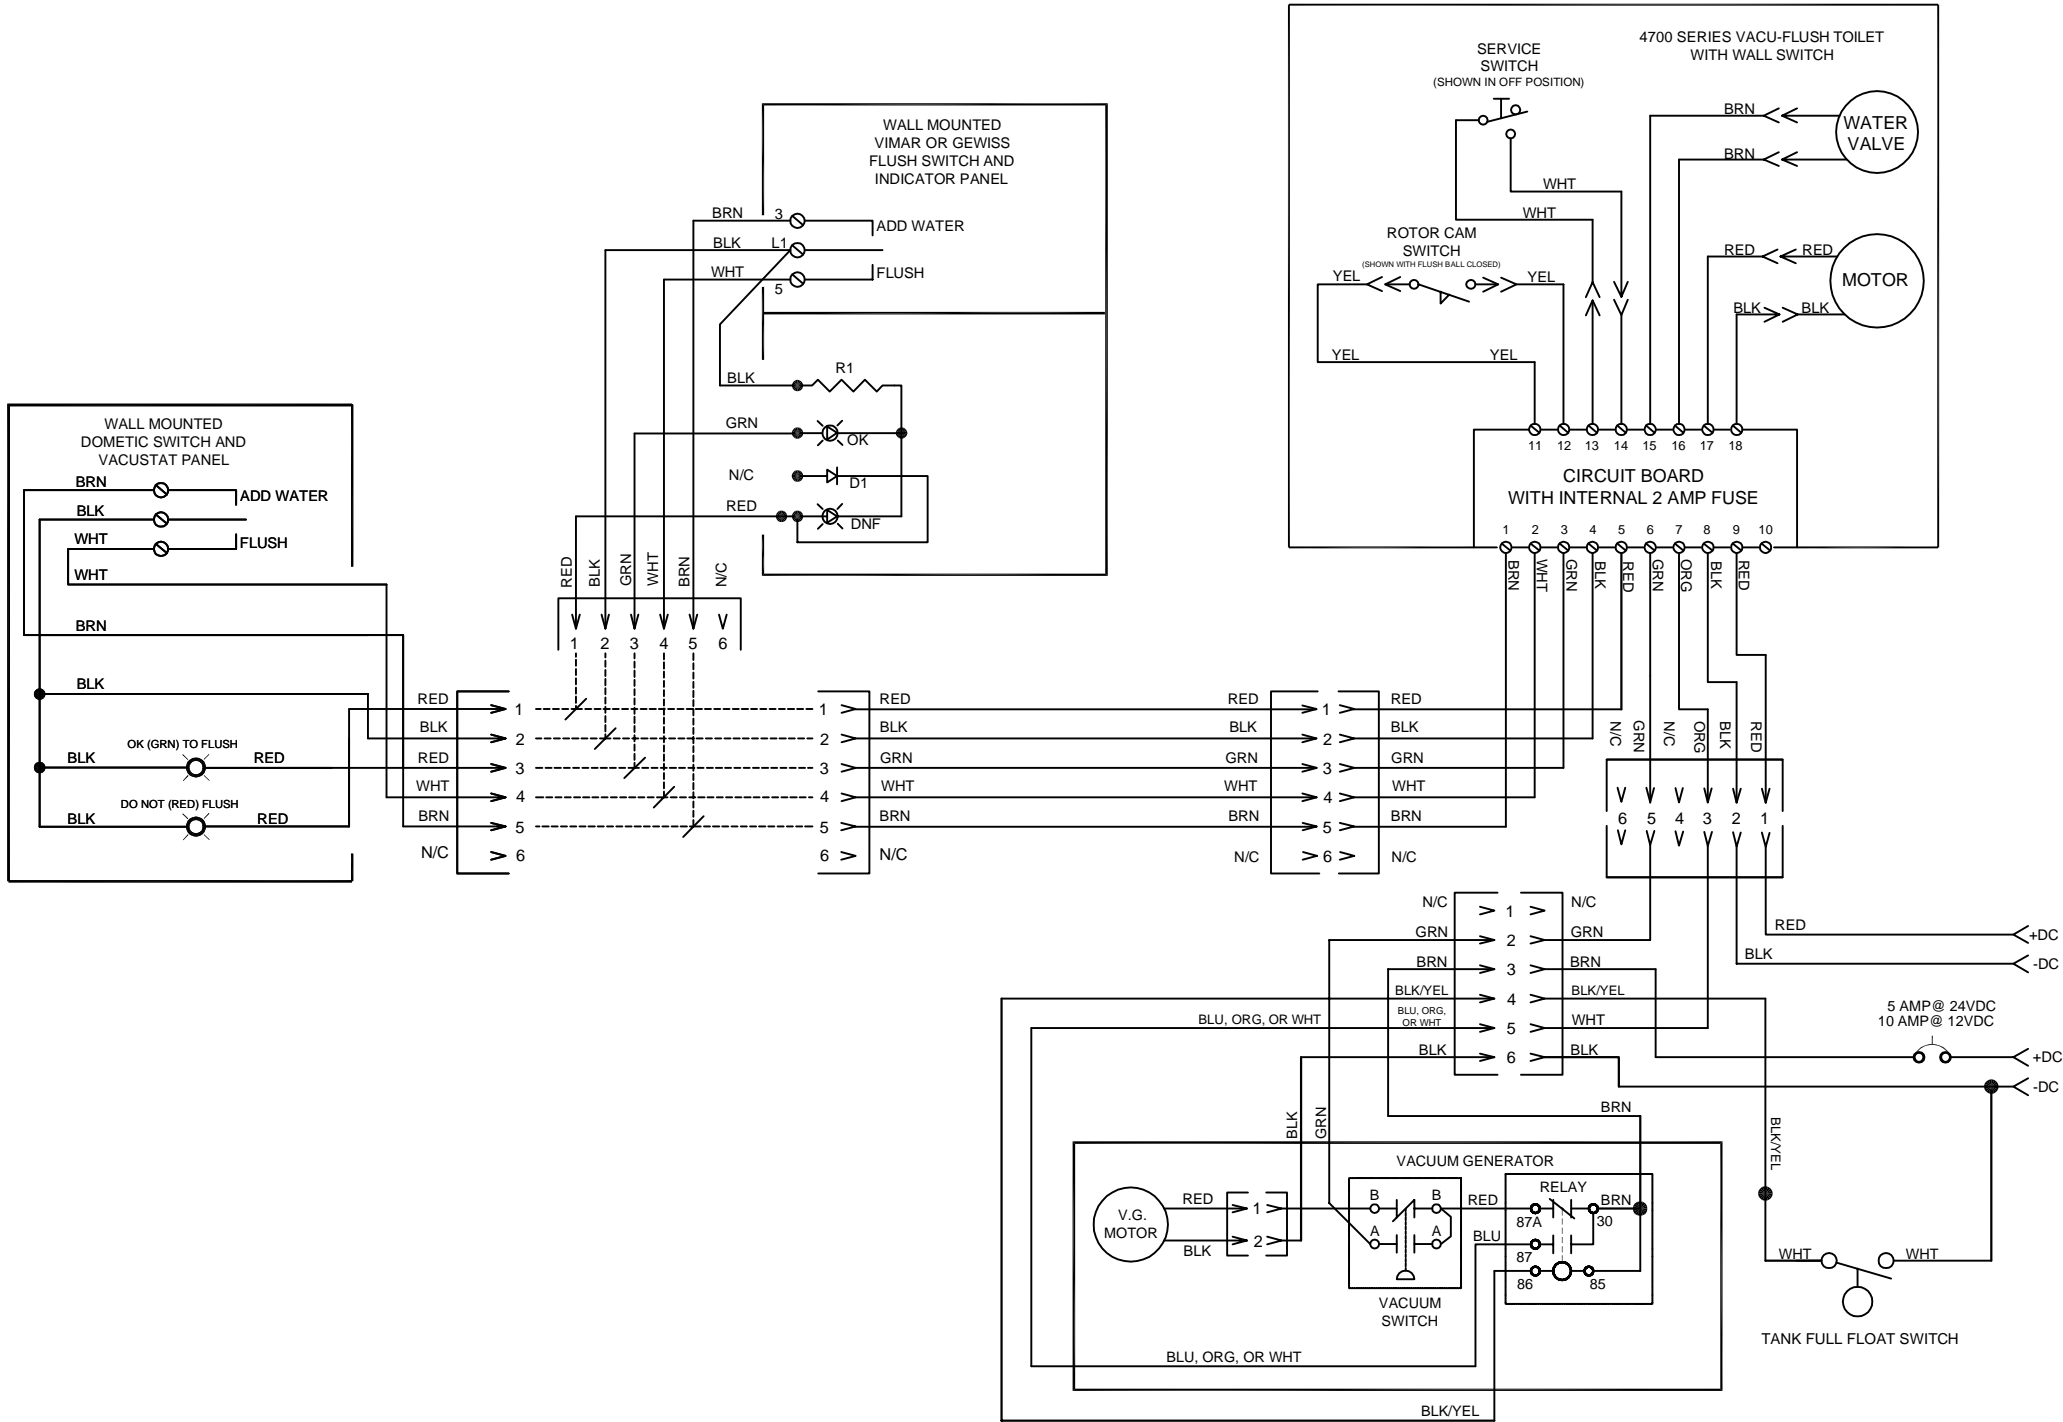 4700 SERIES VACU-FLUSH TOILET
WITH WALL SWITCH
SERVICE
SWITCH
(SHOWN IN OFF POSITION)
BRN
WATER
VALVE
BRN
WHT
WHT
ROTOR CAM
SWITCH
(SHOWN WITH FLUSH BALL CLOSED)
YEL
YEL
RED
RED
MOTOR
BLK
BLK
YEL
YEL
11 12 13 14 15 16 17 18
CIRCUIT BOARD
WITH INTERNAL 2 AMP FUSE
1 2 3 4 5 6 7 8 9 10
BRN
WHT
GRN
BLK
RED
GRN
ORG
BLK
RED
WALL MOUNTED
VIMAR OR GEWISS
FLUSH SWITCH AND
INDICATOR PANEL
BRN 3
ADD WATER
BLK L1
WHT
FLUSH
5
R1
BLK
GRN
OK
N/C
D1
RED
DNF
RED
BLK
GRN
WHT
BRN
N/C
1 2 3 4 5 6
WALL MOUNTED
DOMETIC SWITCH AND
VACUSTAT PANEL
BRN
ADD WATER
BLK
WHT
FLUSH
WHT
BRN
BLK
OK (GRN) TO FLUSH
BLK
RED
DO NOT (RED) FLUSH
BLK
RED
RED 1 1 RED RED 1 RED
BLK 2 2 BLK BLK 2 BLK
RED 3 3 GRN GRN 3 GRN
WHT 4 4 WHT WHT 4 WHT
BRN 5 5 BRN BRN 5 BRN
N/C 6 6 N/C N/C 6 N/C
N/C
GRN
N/C
ORG
BLK
RED
6 5 4 3 2 1
RED
+DC
BLK
-DC
N/C 1 N/C
GRN 2 GRN
BRN 3 BRN
BLK/YEL 4 BLK/YEL
BLU, ORG, OR WHT
BLU, ORG,
OR WHT
5 WHT
BLK 6 BLK
5 AMP@ 24VDC
10 AMP@ 12VDC
+DC
-DC
BLK
GRN
BRN
BLK/YEL
VACUUM GENERATOR
V.G.
MOTOR
RED
1
BLK
2
B B
A A
VACUUM
SWITCH
RED
BLU
RELAY
BRN
87A 30
87
86 85
WHT
WHT
TANK FULL FLOAT SWITCH
BLU, ORG, OR WHT
BLK/YEL